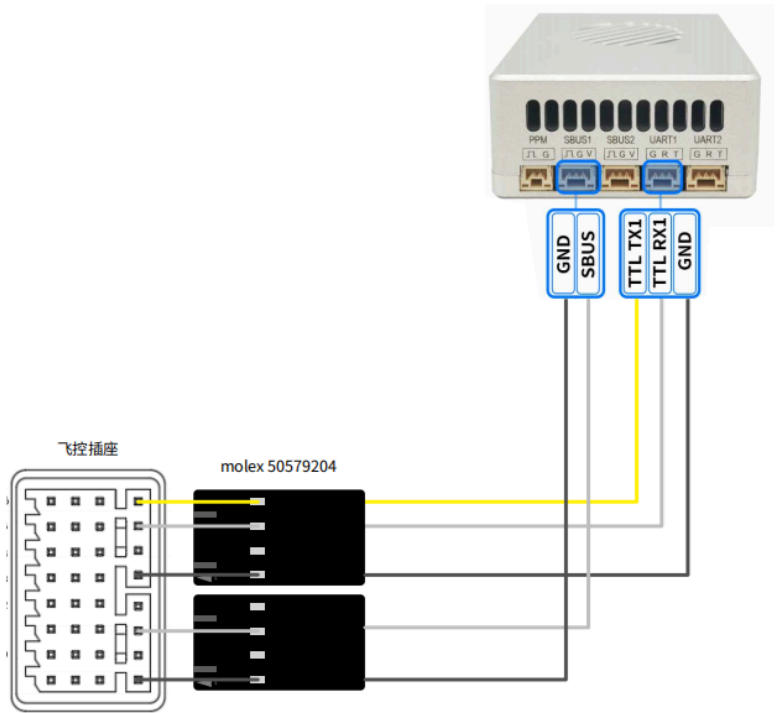 PPM SBUS1 SBUS2 UART1 UART2
⎍ G ⎍ G V ⎍ G V G R T G R T
GND
SBUS
TTL TX1
TTL RX1
GND
飞控插座
molex 50579204